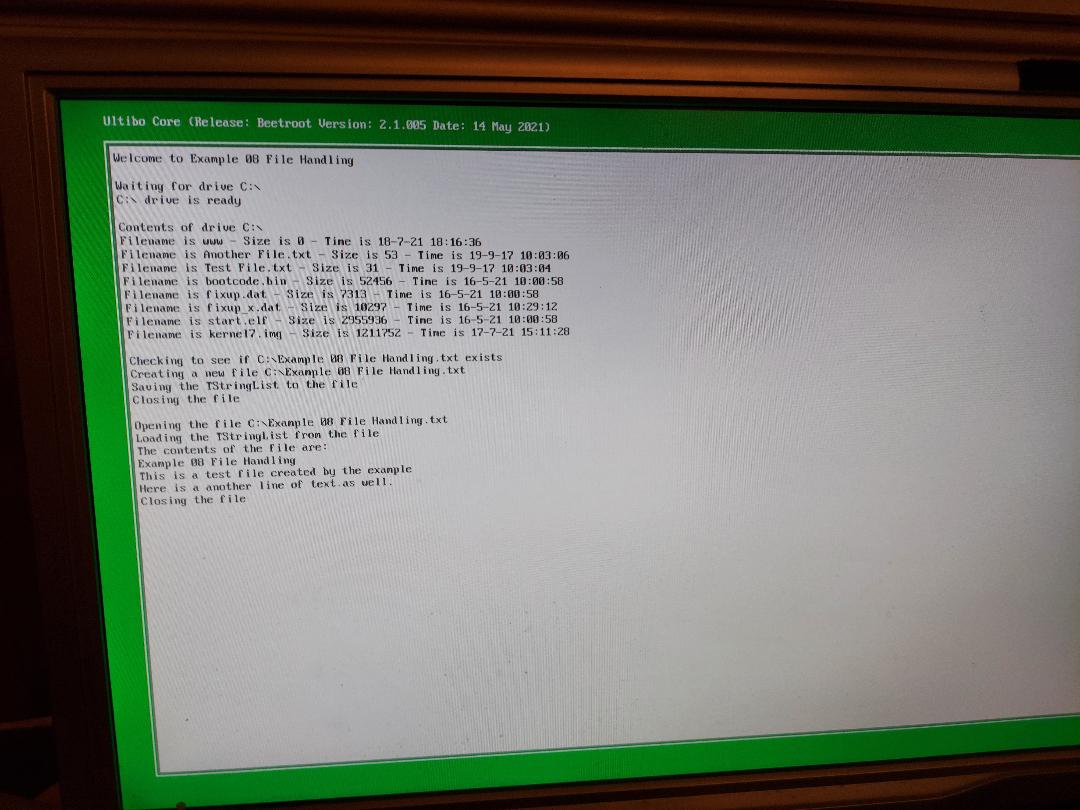 Ultibo Core (Release: Beetroot Version: 2.1.005 Date: 14 May 2021)
Welcome to Example 08 File Handling
Waiting for drive C:\
C:\ drive is ready
Contents of drive C:\
Filename is www - Size is 0 - Time is 18-7-21 18:16:36
Filename is Another File.txt - Size is 53 - Time is 19-9-17 10:03:06
Filename is Test File.txt - Size is 31 - Time is 19-9-17 10:03:04
Filename is bootcode.bin - Size is 52456 - Time is 16-5-21 10:00:58
Filename is fixup.dat - Size is 7313 - Time is 16-5-21 10:00:58
Filename is fixup_x.dat - Size is 10297 - Time is 16-5-21 10:29:12
Filename is start.elf - Size is 2955936 - Time is 16-5-21 10:00:58
Filename is kernel7.img - Size is 1211752 - Time is 17-7-21 15:11:28
Checking to see if C:\Example 08 File Handling.txt exists
Creating a new file C:\Example 08 File Handling.txt
Saving the TStringList to the file
Closing the file
Opening the file C:\Example 08 File Handling.txt
Loading the TStringList from the file
The contents of the file are:
Example 08 File Handling
This is a test file created by the example
Here is a another line of text as well.
Closing the file